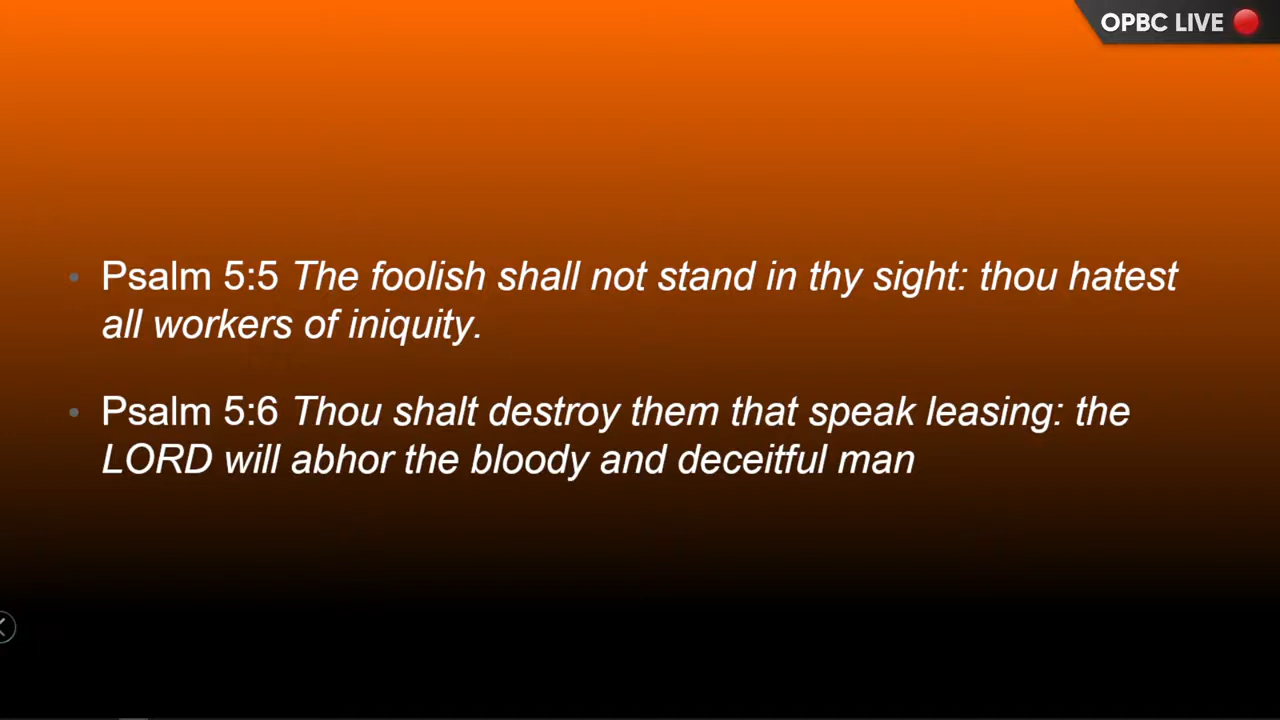 OPBC LIVE
• Psalm 5:5 The foolish shall not stand in thy sight: thou hatest
all workers of iniquity.
• Psalm 5:6 Thou shalt destroy them that speak leasing: the
LORD will abhor the bloody and deceitful man